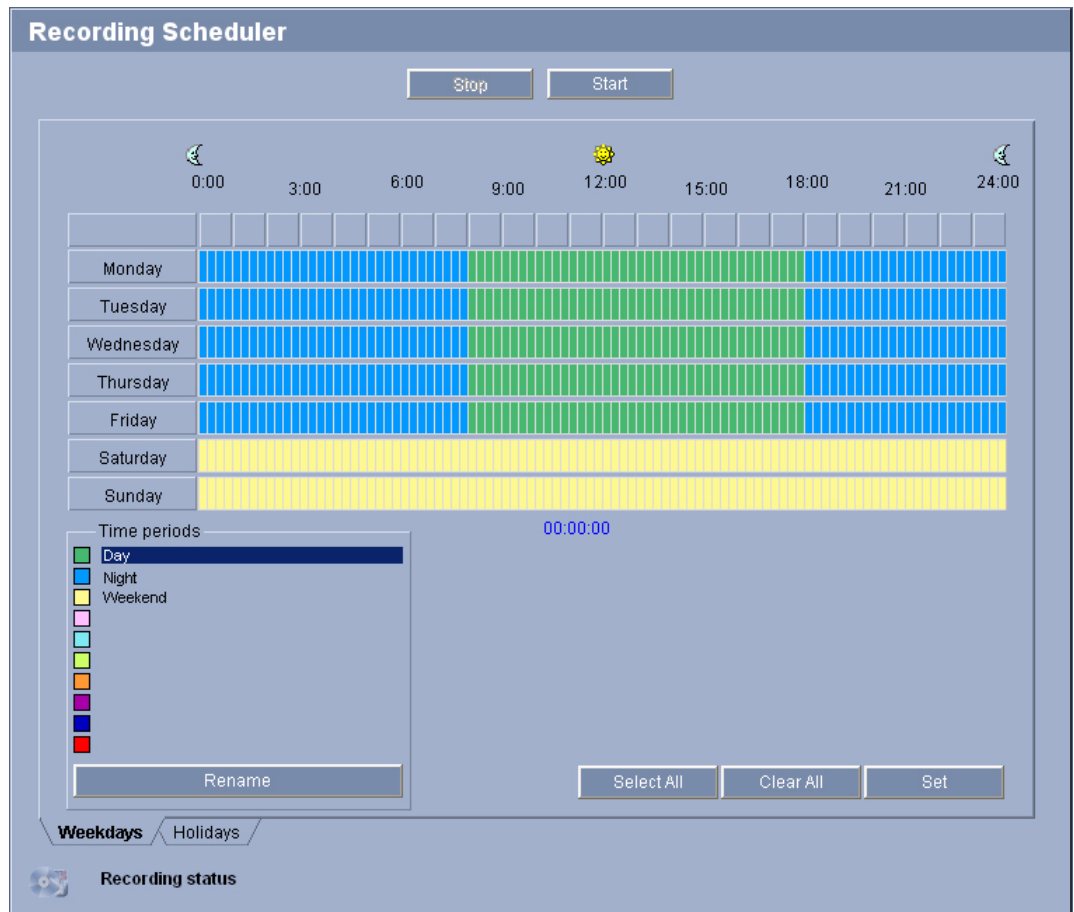 Recording Scheduler
Stop Start
0:00 3:00 6:00 9:00 12:00 15:00 18:00 21:00 24:00
Monday
Tuesday
Wednesday
Thursday
Friday
Saturday
Sunday
Time periods 00:00:00
Day
Night
Weekend
Rename Select All Clear All Set
Weekdays Holidays
Recording status